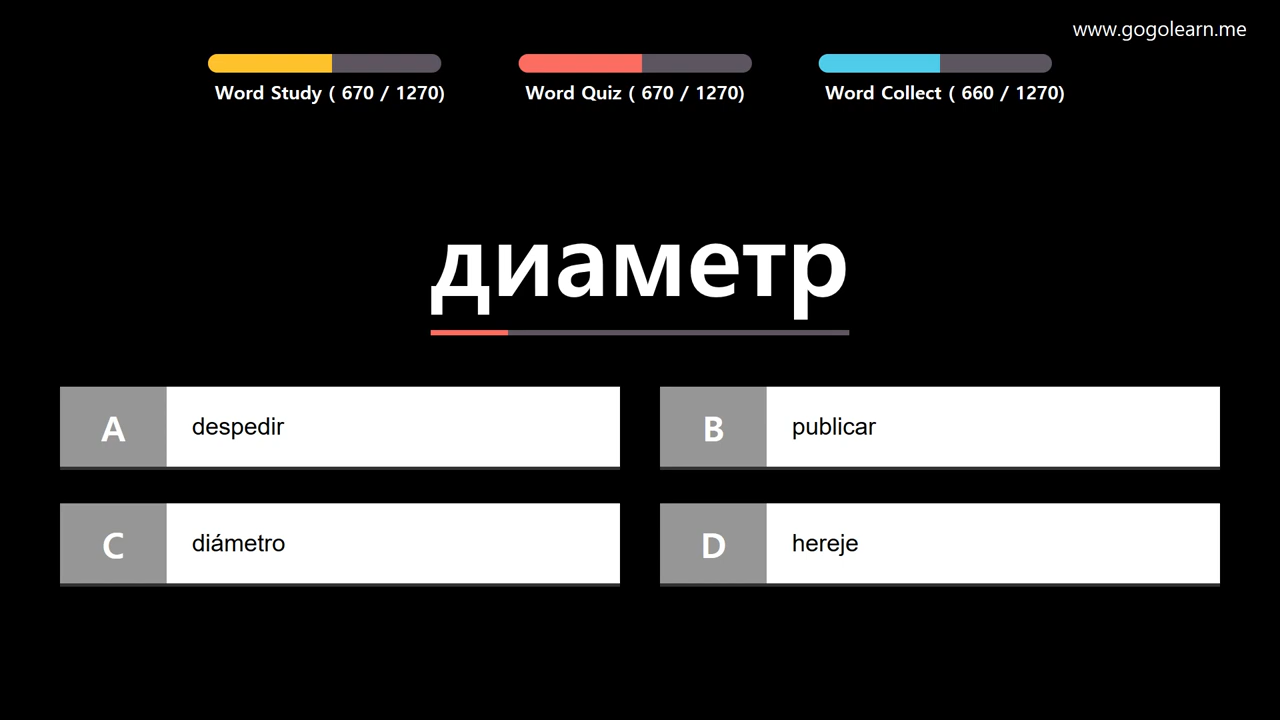 www.gogolearn.me
Word Study ( 670 / 1270)
Word Quiz ( 670 / 1270)
Word Collect ( 660 / 1270)
диаметр
A despedir
B publicar
C diámetro
D hereje